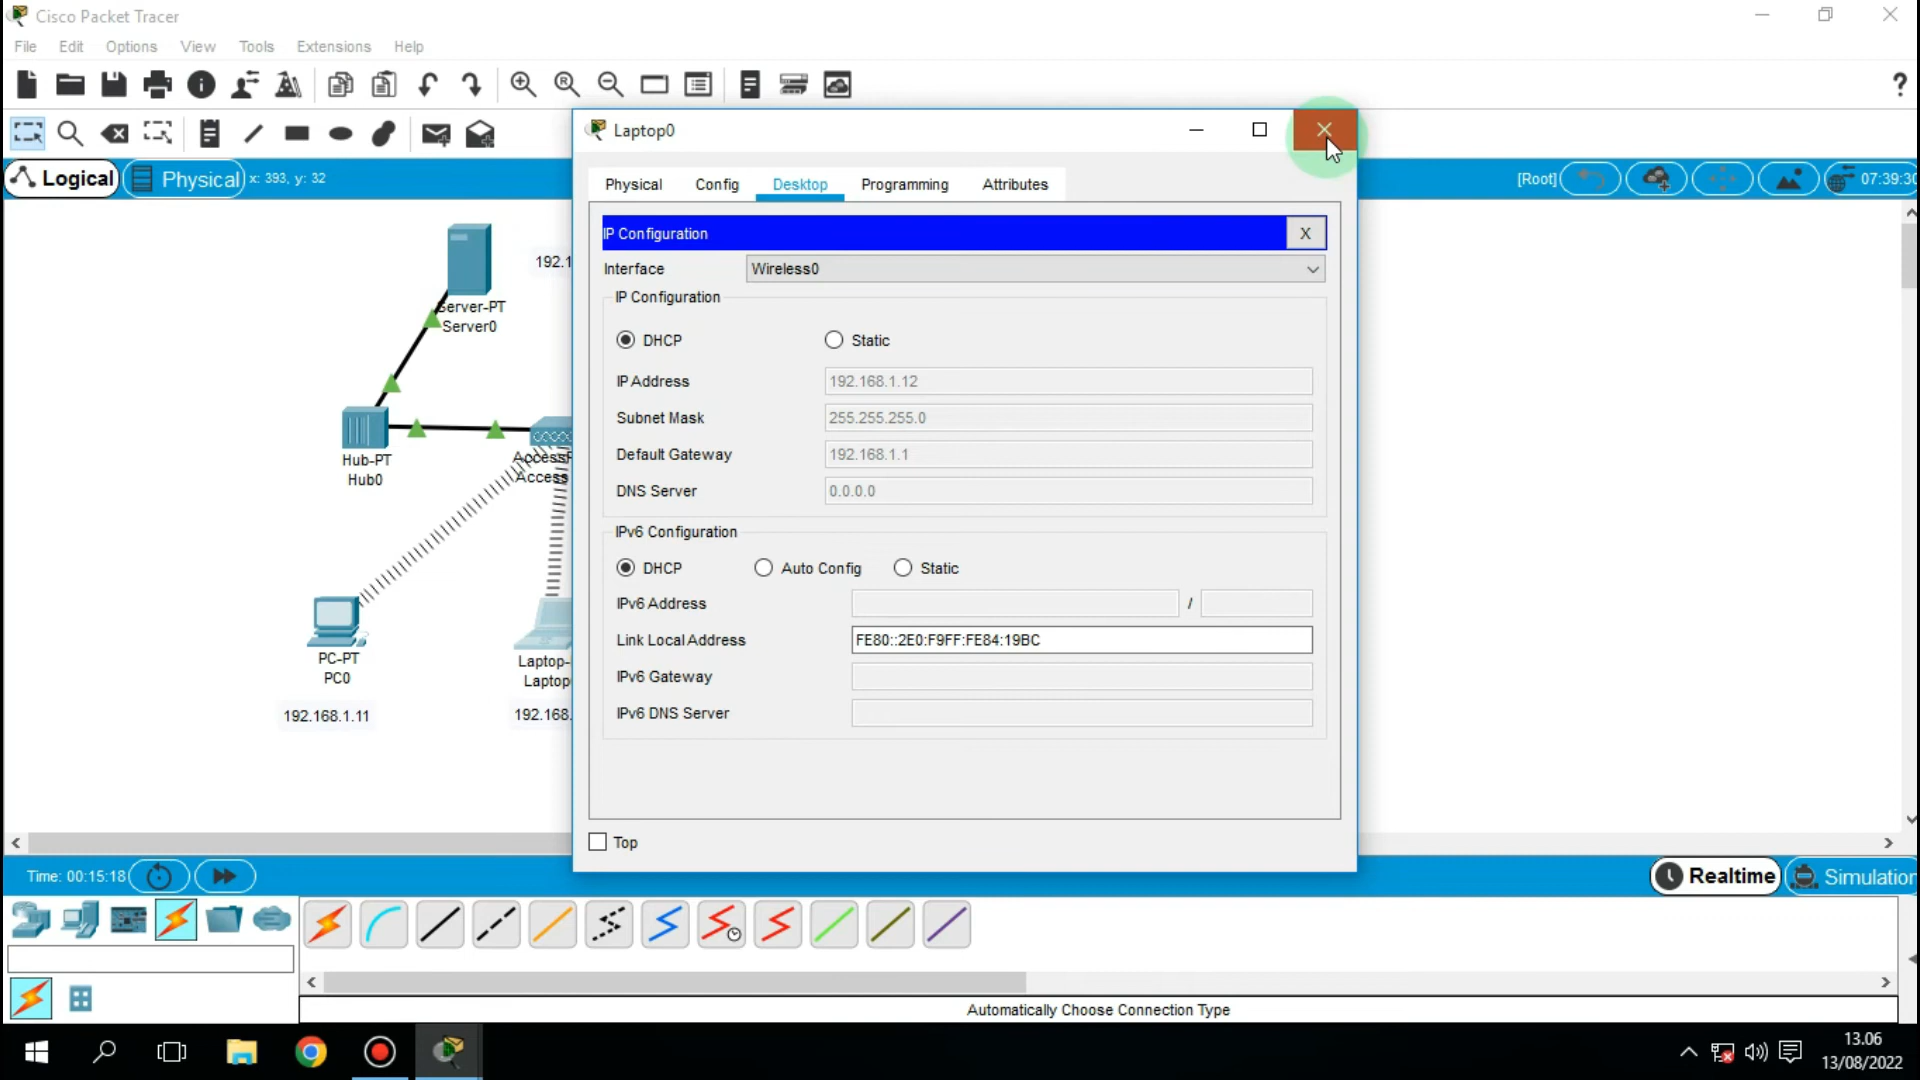 Cisco Packet Tracer
File Edit Options View Tools Extensions Help
Laptop0
Logical Physical x: 393, y: 32
[Root] 07:39:30
Physical Config Desktop Programming Attributes
IP Configuration X
Interface Wireless0
IP Configuration
DHCP Static
IP Address 192.168.1.12
Subnet Mask 255.255.255.0
Default Gateway 192.168.1.1
DNS Server 0.0.0.0
IPv6 Configuration
DHCP Auto Config Static
IPv6 Address /
Link Local Address FE80::2E0:F9FF:FE84:19BC
IPv6 Gateway
IPv6 DNS Server
Top
192.1
Server-PT
Server0
Hub-PT
Hub0
AccessP
Access
PC-PT
PC0
192.168.1.11
Laptop-
Laptop
192.168.
Time: 00:15:18
Realtime Simulation
Automatically Choose Connection Type
13.06
13/08/2022